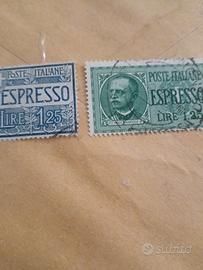 POSTE ITALIANE
ESPRESSO
LIRE 1,25
POSTE ITALIANE
ESPRESSO
LIRE 1,25
subito